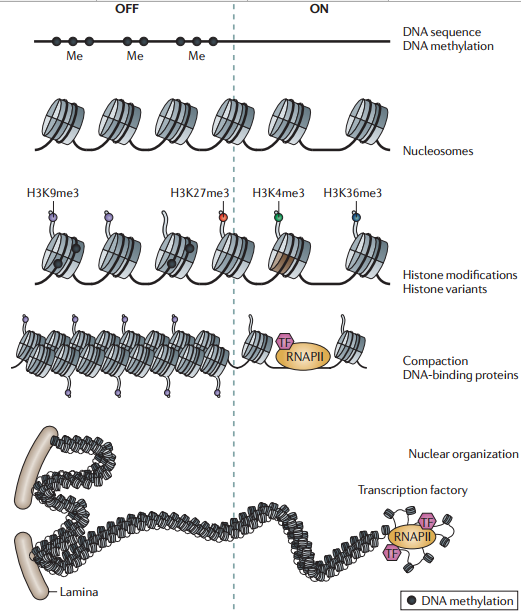 OFF
ON
DNA sequence
DNA methylation
Me
Me
Me
Nucleosomes
H3K9me3
H3K27me3
H3K4me3
H3K36me3
Histone modifications
Histone variants
TF
RNAPII
Compaction
DNA-binding proteins
Nuclear organization
Transcription factory
TF
RNAPII
TF
Lamina
DNA methylation